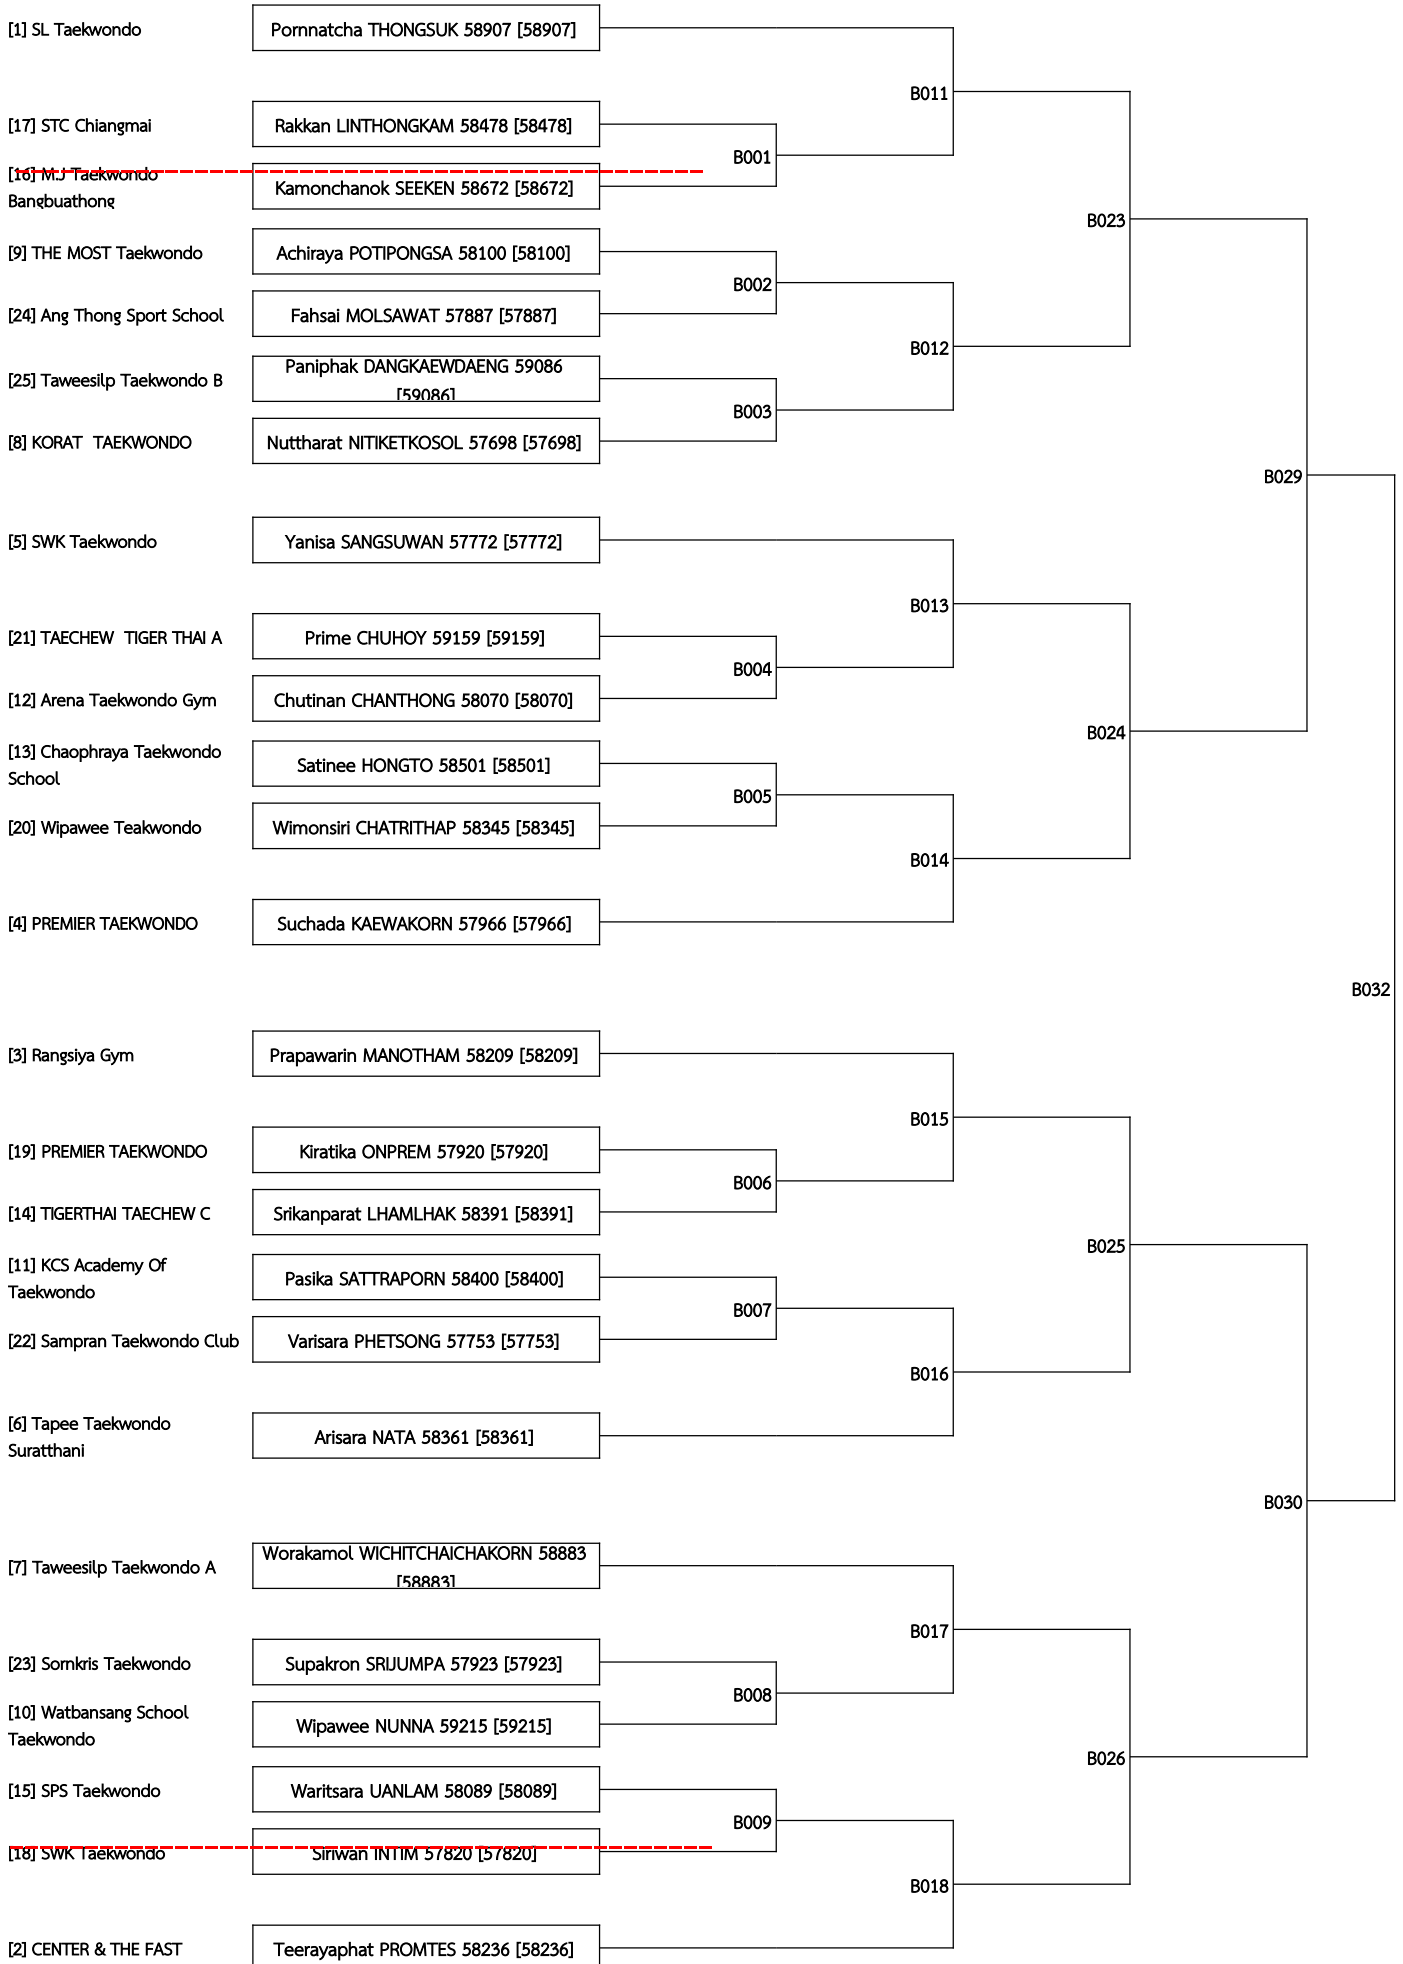 [1] SL Taekwondo
Pornnatcha THONGSUK 58907 [58907]
B011
[17] STC Chiangmai
Rakkan LINTHONGKAM 58478 [58478]
B001
[16] M.J Taekwondo
Bangbuathong
Kamonchanok SEEKEN 58672 [58672]
B023
[9] THE MOST Taekwondo
Achiraya POTIPONGSA 58100 [58100]
B002
[24] Ang Thong Sport School
Fahsai MOLSAWAT 57887 [57887]
B012
[25] Taweesilp Taekwondo B
Paniphak DANGKAEWDAENG 59086
[59086]
B003
[8] KORAT  TAEKWONDO
Nuttharat NITIKETKOSOL 57698 [57698]
B029
[5] SWK Taekwondo
Yanisa SANGSUWAN 57772 [57772]
B013
[21] TAECHEW  TIGER THAI A
Prime CHUHOY 59159 [59159]
B004
[12] Arena Taekwondo Gym
Chutinan CHANTHONG 58070 [58070]
B024
[13] Chaophraya Taekwondo
School
Satinee HONGTO 58501 [58501]
B005
[20] Wipawee Teakwondo
Wimonsiri CHATRITHAP 58345 [58345]
B014
[4] PREMIER TAEKWONDO
Suchada KAEWAKORN 57966 [57966]
B032
[3] Rangsiya Gym
Prapawarin MANOTHAM 58209 [58209]
B015
[19] PREMIER TAEKWONDO
Kiratika ONPREM 57920 [57920]
B006
[14] TIGERTHAI TAECHEW C
Srikanparat LHAMLHAK 58391 [58391]
B025
[11] KCS Academy Of
Taekwondo
Pasika SATTRAPORN 58400 [58400]
B007
[22] Sampran Taekwondo Club
Varisara PHETSONG 57753 [57753]
B016
[6] Tapee Taekwondo
Suratthani
Arisara NATA 58361 [58361]
B030
[7] Taweesilp Taekwondo A
Worakamol WICHITCHAICHAKORN 58883
[58883]
B017
[23] Sornkris Taekwondo
Supakron SRIJUMPA 57923 [57923]
B008
[10] Watbansang School
Taekwondo
Wipawee NUNNA 59215 [59215]
B026
[15] SPS Taekwondo
Waritsara UANLAM 58089 [58089]
B009
[18] SWK Taekwondo
Siriwan INTIM 57820 [57820]
B018
[2] CENTER & THE FAST
Teerayaphat PROMTES 58236 [58236]